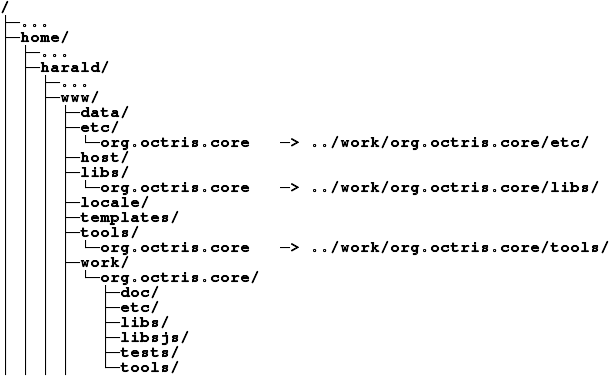 /
...
home/
...
harald/
...
www/
data/
etc/
org.octris.core -> ../work/org.octris.core/etc/
host/
libs/
org.octris.core -> ../work/org.octris.core/libs/
locale/
templates/
tools/
org.octris.core -> ../work/org.octris.core/tools/
work/
org.octris.core/
doc/
etc/
libs/
libsjs/
tests/
tools/